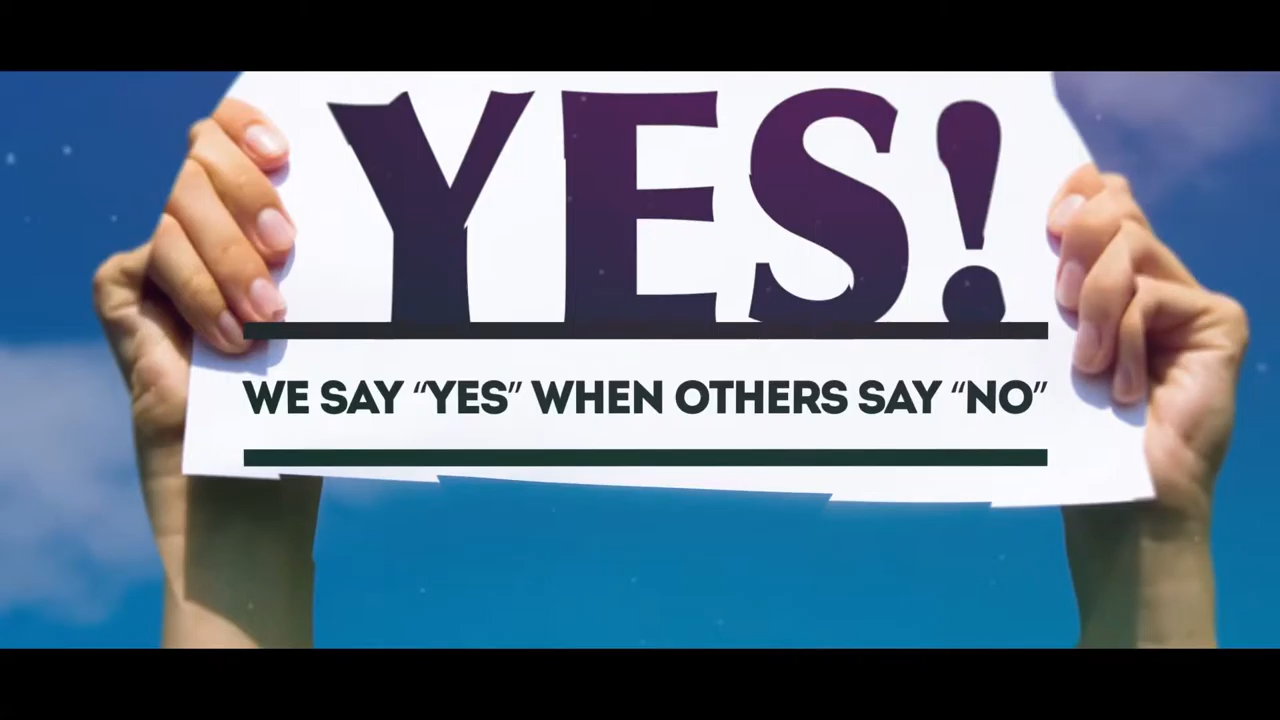 YES!
WE SAY “YES” WHEN OTHERS SAY “NO”